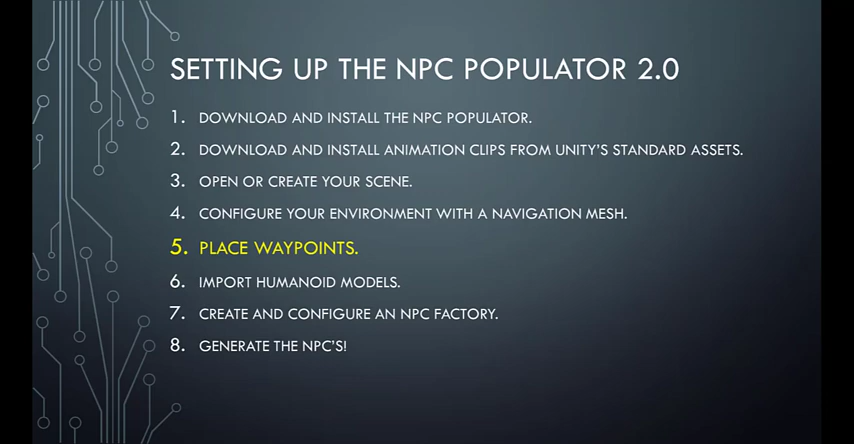 SETTING UP THE NPC POPULATOR 2.0
1. DOWNLOAD AND INSTALL THE NPC POPULATOR.
2. DOWNLOAD AND INSTALL ANIMATION CLIPS FROM UNITY'S STANDARD ASSETS.
3. OPEN OR CREATE YOUR SCENE.
4. CONFIGURE YOUR ENVIRONMENT WITH A NAVIGATION MESH.
5. PLACE WAYPOINTS.
6. IMPORT HUMANOID MODELS.
7. CREATE AND CONFIGURE AN NPC FACTORY.
8. GENERATE THE NPC'S!